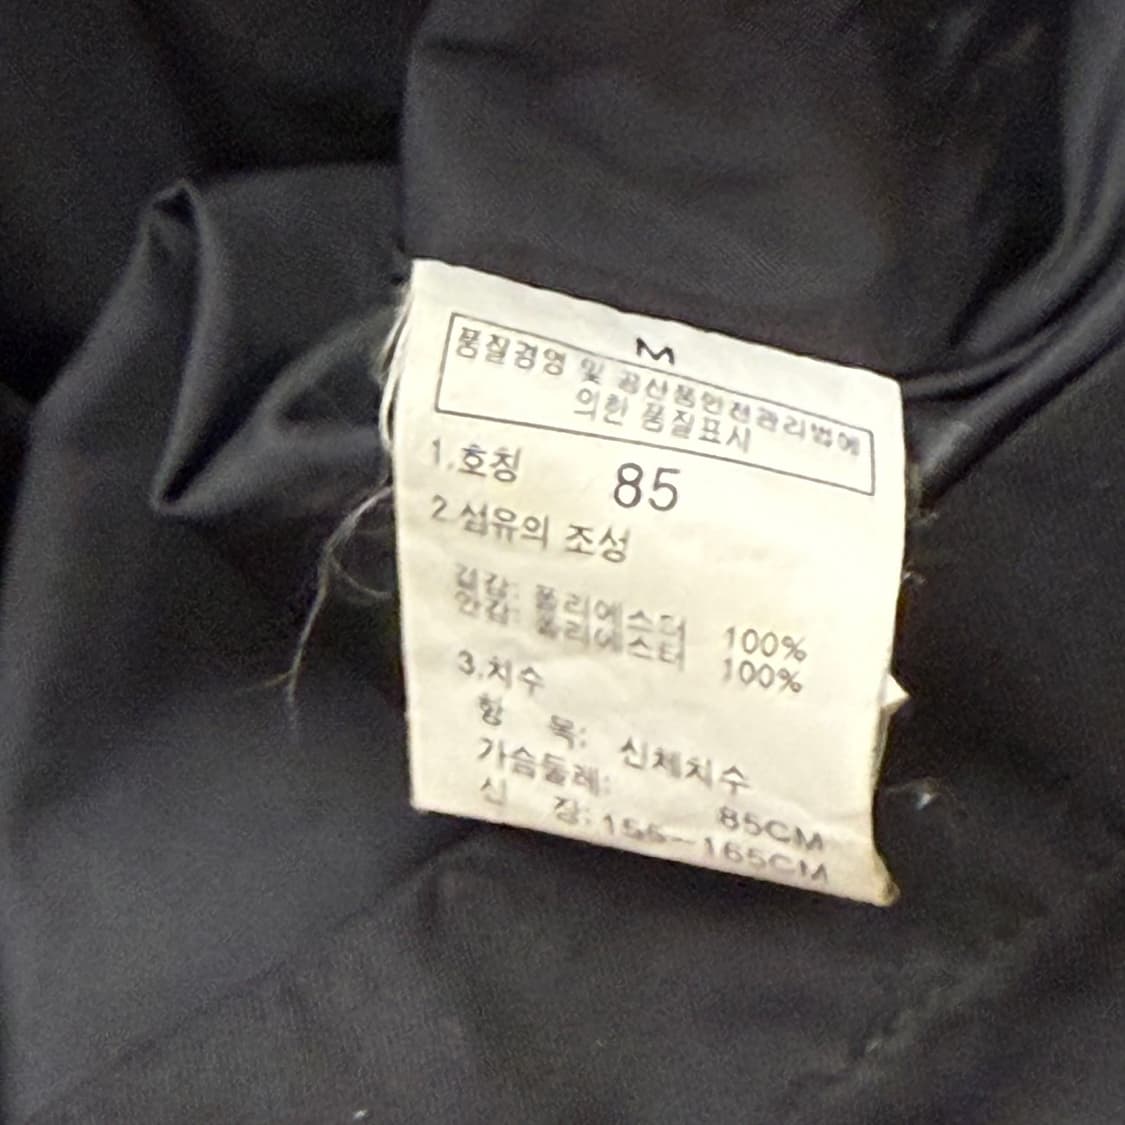 M
품질경영 및 공산품안전관리법에
의한 품질표시
1.호칭 85
2 섬유의 조성
겉감: 폴리에스터 100%
안감: 폴리에스터 100%
3.치수
항 목: 신체치수
가슴둘레: 85CM
신 장: 155~165CM